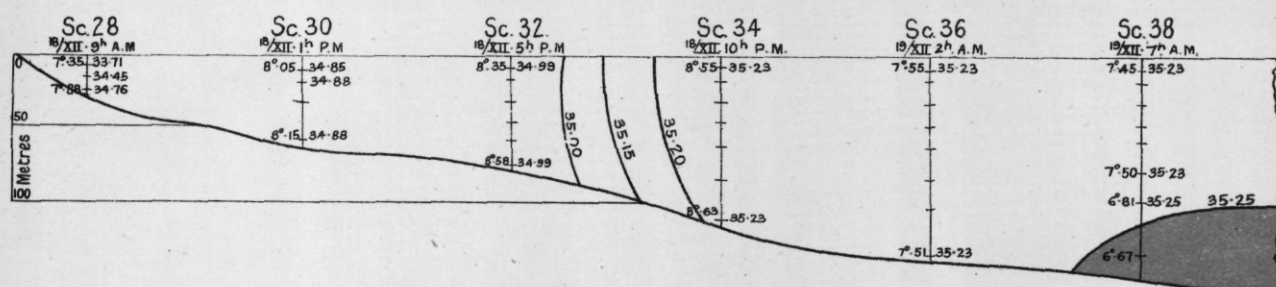 Sc. 28
18/XII·9h A.M
Sc. 30
18/XII·1h P.M
Sc. 32.
18/XII·5h P.M
Sc. 34
18/XII 10h P.M.
Sc. 36
19/XII 2h A.M.
Sc. 38
19/XII·7h A.M.
0
7°·35 33·71
8°·05 34·85
8°·35 34·99
8°·55 35·23
7°·55 35·23
7°·45 35·23
34·45
34·88
7°·88 34·76
50
8°·15 34·88
35·00
35·15
35·20
Metres
8°·58 34·99
7°·50 35·23
100
6°·81 35·25
35·25
8°·63 35·23
7°·51 35·23
6°·67